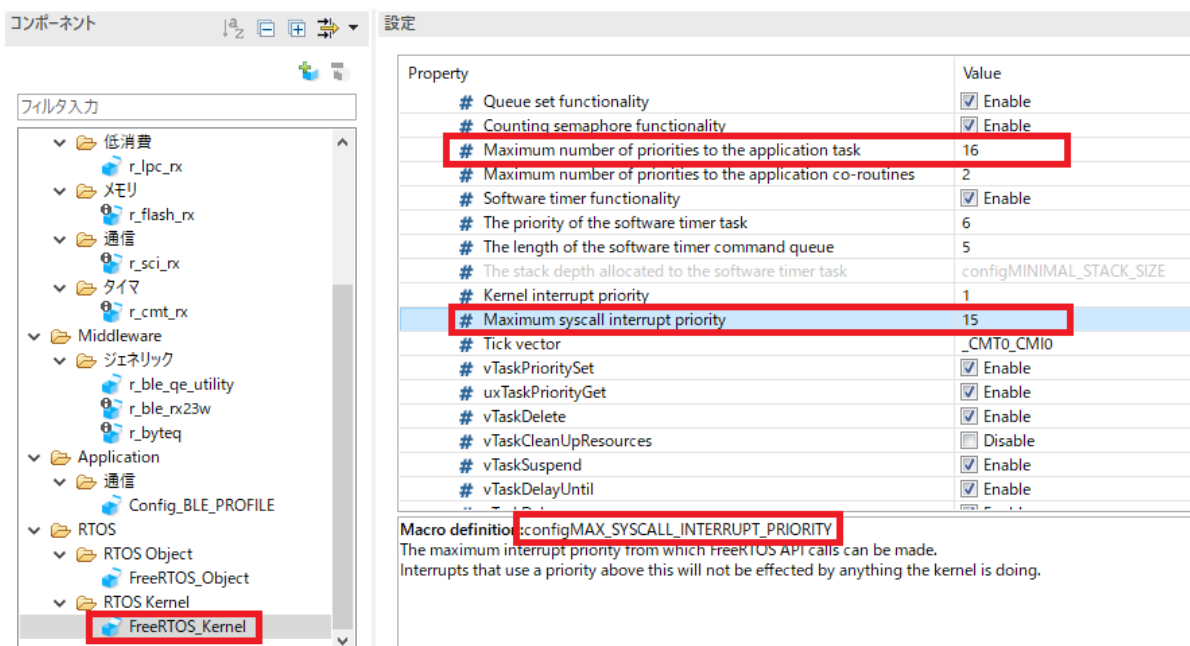 コンポーネント
設定
フィルタ入力
低消費
r_lpc_rx
メモリ
r_flash_rx
通信
r_sci_rx
タイマ
r_cmt_rx
Middleware
ジェネリック
r_ble_qe_utility
r_ble_rx23w
r_byteq
Application
通信
Config_BLE_PROFILE
RTOS
RTOS Object
FreeRTOS_Object
RTOS Kernel
FreeRTOS_Kernel
Property Value
# Queue set functionality Enable
# Counting semaphore functionality Enable
# Maximum number of priorities to the application task 16
# Maximum number of priorities to the application co-routines 2
# Software timer functionality Enable
# The priority of the software timer task 6
# The length of the software timer command queue 5
# The stack depth allocated to the software timer task configMINIMAL_STACK_SIZE
# Kernel interrupt priority 1
# Maximum syscall interrupt priority 15
# Tick vector _CMT0_CMI0
# vTaskPrioritySet Enable
# uxTaskPriorityGet Enable
# vTaskDelete Enable
# vTaskCleanUpResources Disable
# vTaskSuspend Enable
# vTaskDelayUntil Enable
Macro definition:configMAX_SYSCALL_INTERRUPT_PRIORITY
The maximum interrupt priority from which FreeRTOS API calls can be made.
Interrupts that use a priority above this will not be effected by anything the kernel is doing.